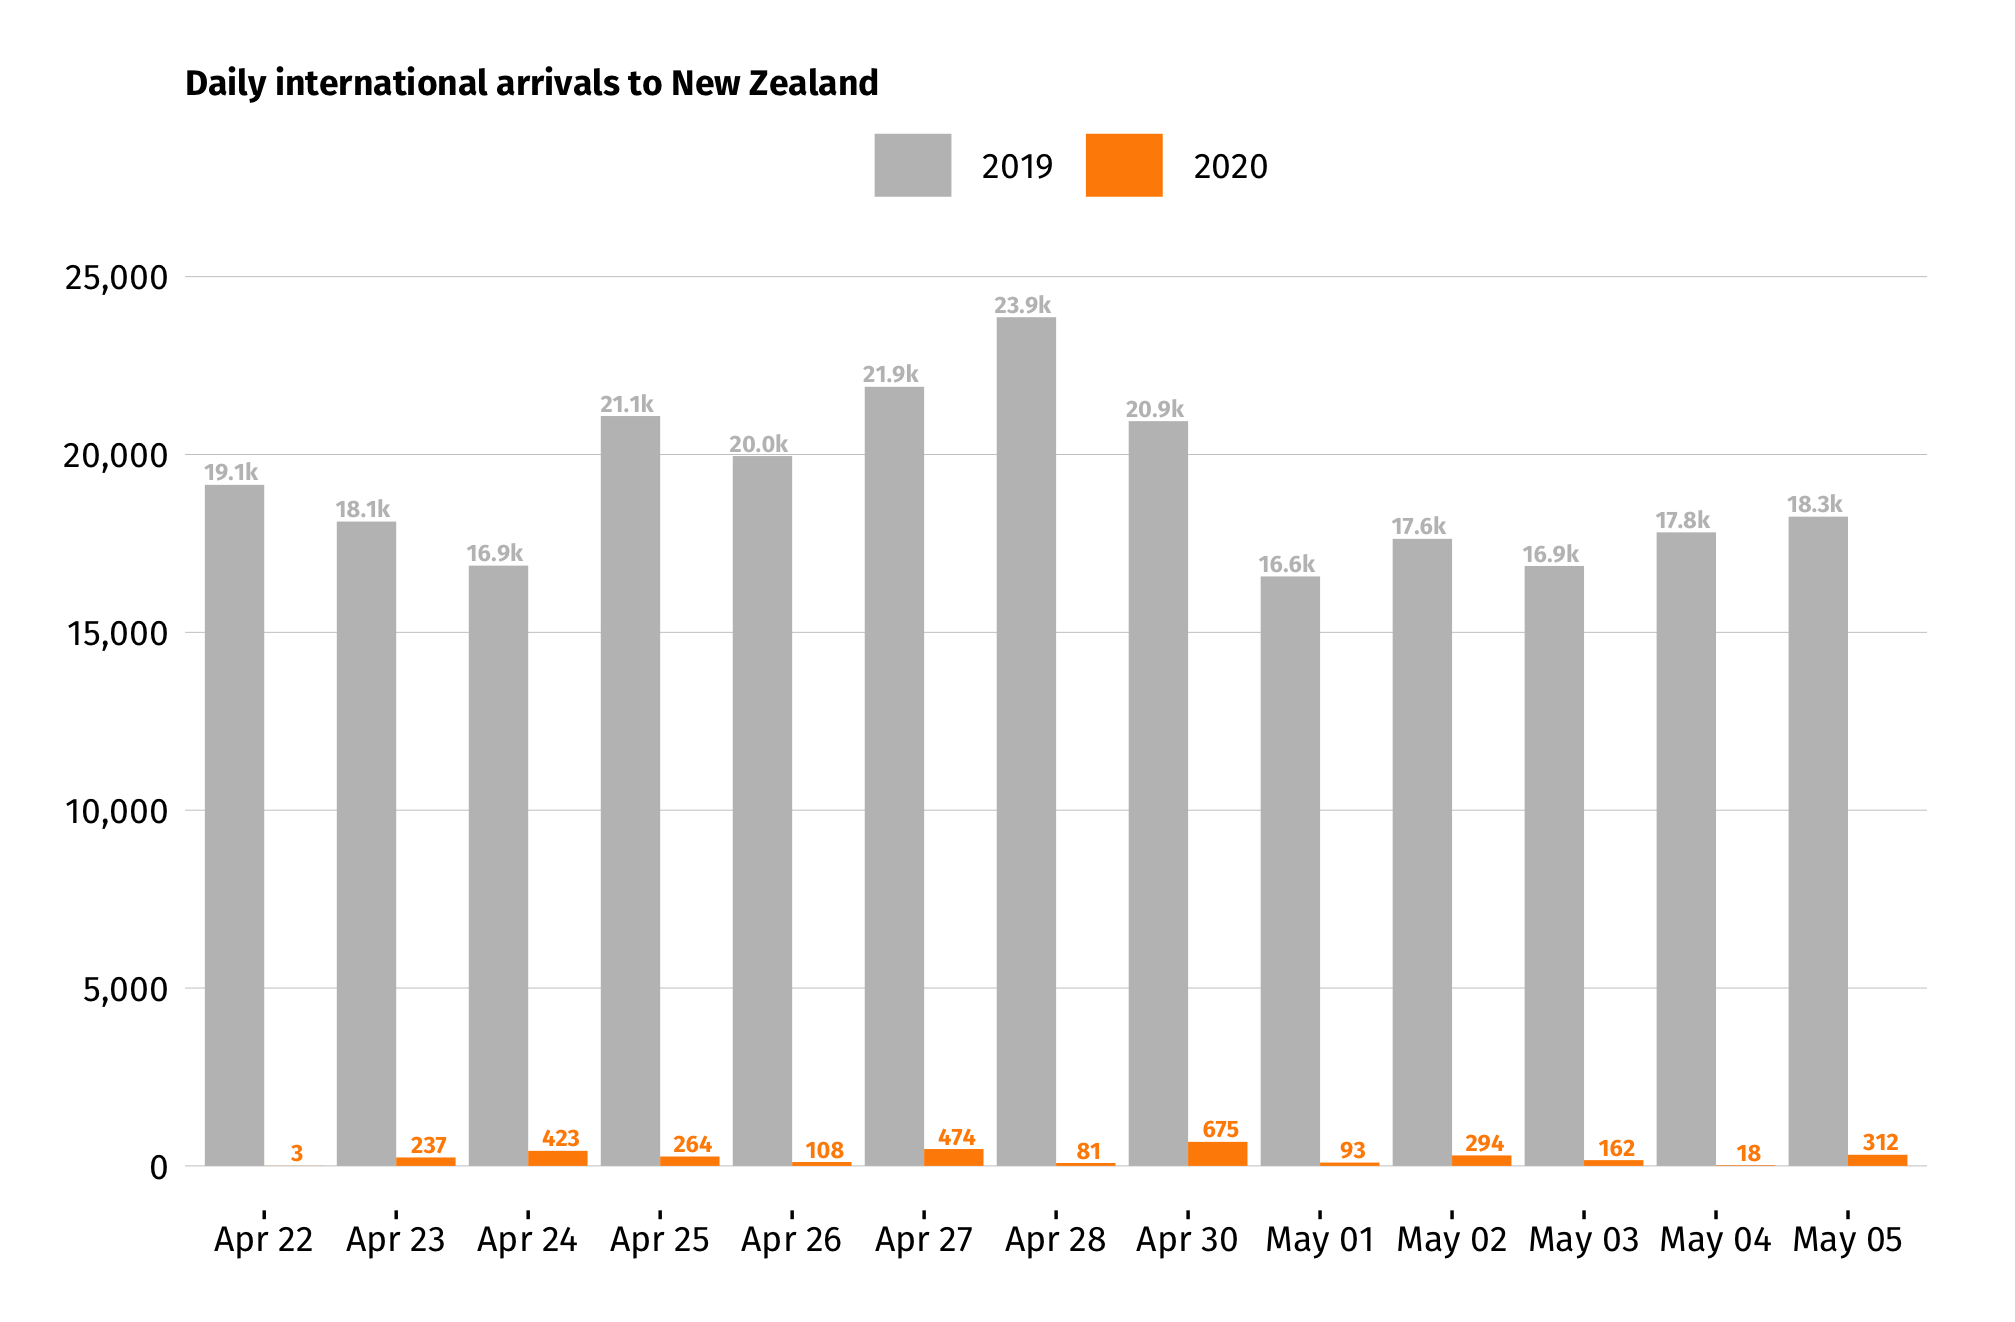 Daily international arrivals to New Zealand
2019 2020
25,000
20,000
15,000
10,000
5,000
0
19.1k 18.1k 16.9k 21.1k 20.0k 21.9k 23.9k 20.9k 16.6k 17.6k 16.9k 17.8k 18.3k
3 237 423 264 108 474 81 675 93 294 162 18 312
Apr 22 Apr 23 Apr 24 Apr 25 Apr 26 Apr 27 Apr 28 Apr 30 May 01 May 02 May 03 May 04 May 05